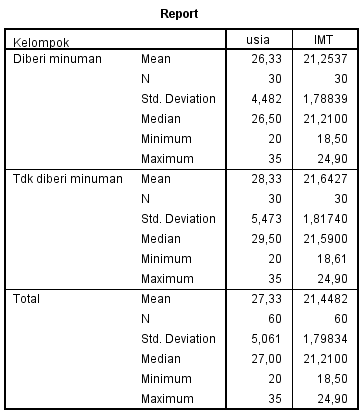 Report
Kelompok usia IMT
Diberi minuman Mean 26,33 21,2537
N 30 30
Std. Deviation 4,482 1,78839
Median 26,50 21,2100
Minimum 20 18,50
Maximum 35 24,90
Tdk diberi minuman Mean 28,33 21,6427
N 30 30
Std. Deviation 5,473 1,81740
Median 29,50 21,5900
Minimum 20 18,61
Maximum 35 24,90
Total Mean 27,33 21,4482
N 60 60
Std. Deviation 5,061 1,79834
Median 27,00 21,2100
Minimum 20 18,50
Maximum 35 24,90